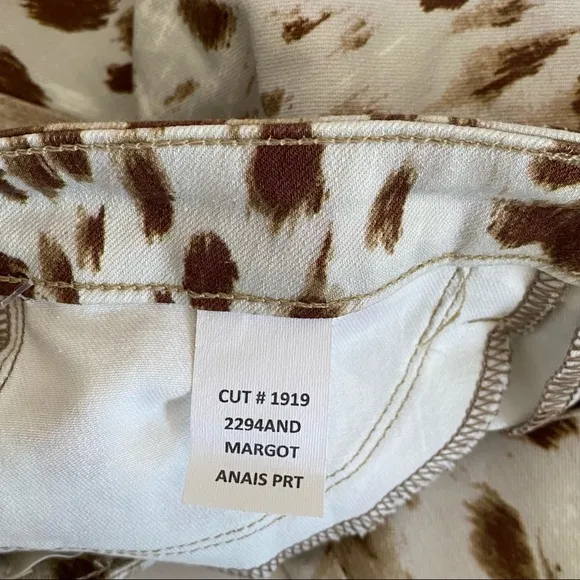 CUT # 1919
2294AND
MARGOT
ANAIS PRT